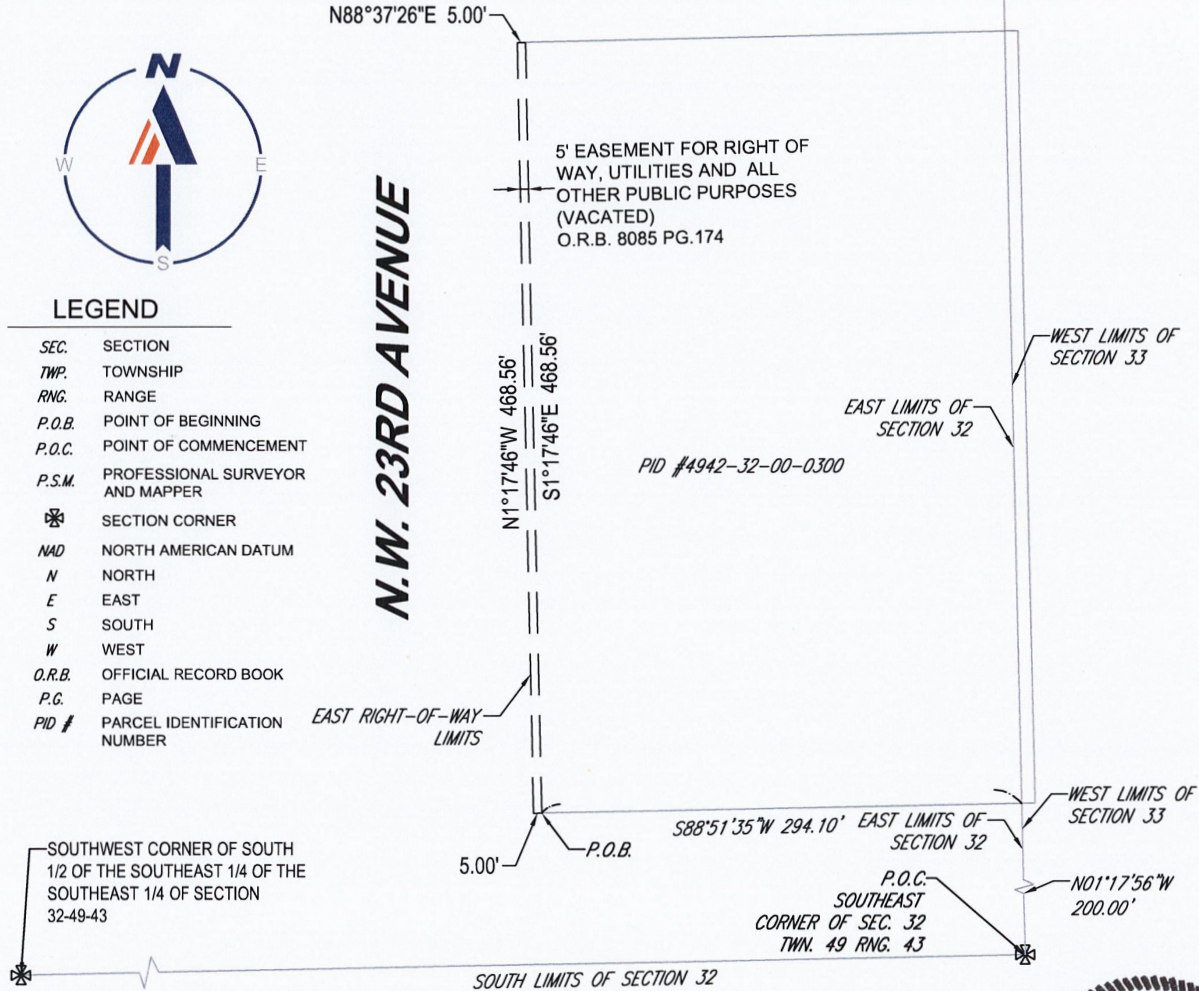 N88°37'26"E 5.00'
N
W
E
S
5' EASEMENT FOR RIGHT OF
WAY, UTILITIES AND ALL
OTHER PUBLIC PURPOSES
(VACATED)
O.R.B. 8085 PG.174
N.W. 23RD AVENUE
LEGEND
SEC. SECTION
TWP. TOWNSHIP
RNG. RANGE
P.O.B. POINT OF BEGINNING
P.O.C. POINT OF COMMENCEMENT
P.S.M. PROFESSIONAL SURVEYOR
AND MAPPER
SECTION CORNER
NAD NORTH AMERICAN DATUM
N NORTH
E EAST
S SOUTH
W WEST
O.R.B. OFFICIAL RECORD BOOK
P.G. PAGE
PID # PARCEL IDENTIFICATION
NUMBER
N1°17'46"W 468.56'
S1°17'46"E 468.56'
WEST LIMITS OF
SECTION 33
EAST LIMITS OF
SECTION 32
PID #4942-32-00-0300
EAST RIGHT-OF-WAY
LIMITS
WEST LIMITS OF
SECTION 33
S88°51'35"W 294.10'
EAST LIMITS OF
SECTION 32
5.00'
P.O.B.
N01°17'56"W
200.00'
P.O.C.
SOUTHEAST
CORNER OF SEC. 32
TWN. 49 RNG. 43
SOUTHWEST CORNER OF SOUTH
1/2 OF THE SOUTHEAST 1/4 OF THE
SOUTHEAST 1/4 OF SECTION
32-49-43
SOUTH LIMITS OF SECTION 32